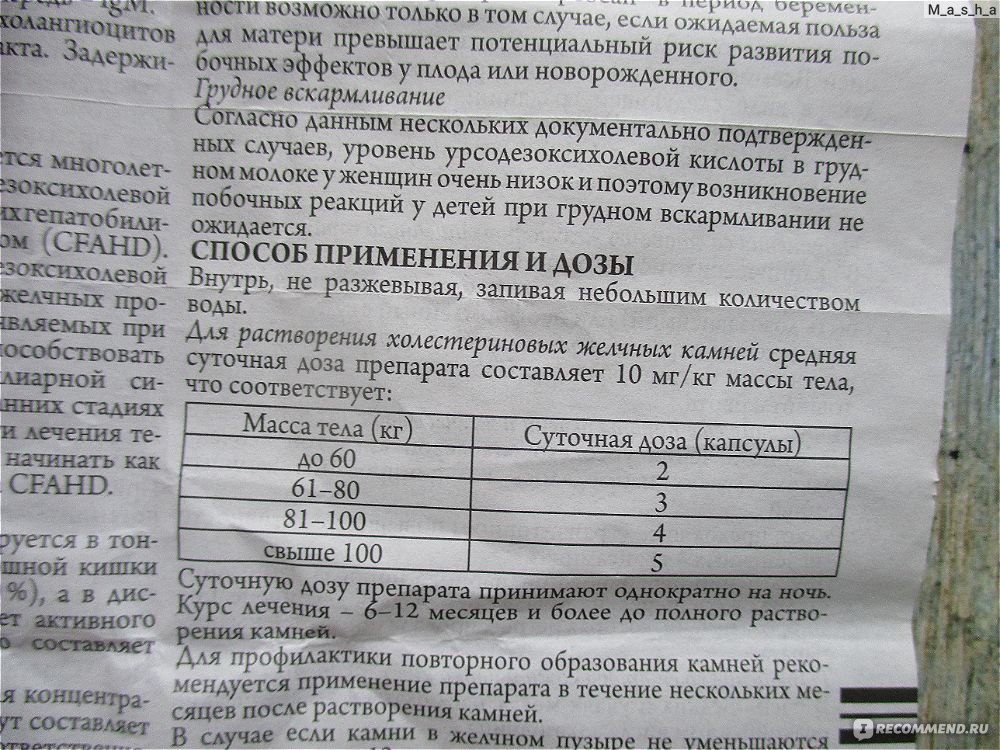 M_a_s_h_a
IgM.
холангиоцитов
акта. Задержи-
ется многолет-
езоксихолевой
их гепатобили-
ом (CFAHD).
езоксихолевой
желчных про-
являемых при
пособствовать
лиарной си-
анних стадиях
и лечения те-
начинать как
CFAHD.
руется в тон-
ошной кишки
%), а в дис-
ет активного
о составляет
я концентра-
ут составляет
ности возможно только в том случае, если ожидаемая польза
для матери превышает потенциальный риск развития по-
бочных эффектов у плода или новорожденного.
Грудное вскармливание
Согласно данным нескольких документально подтвержден-
ных случаев, уровень урсодезоксихолевой кислоты в груд-
ном молоке у женщин очень низок и поэтому возникновение
побочных реакций у детей при грудном вскармливании не
ожидается.
СПОСОБ ПРИМЕНЕНИЯ И ДОЗЫ
Внутрь, не разжевывая, запивая небольшим количеством
воды.
Для растворения холестериновых желчных камней средняя
суточная доза препарата составляет 10 мг/кг массы тела,
что соответствует:
Масса тела (кг) Суточная доза (капсулы)
до 60 2
61–80 3
81–100 4
свыше 100 5
Суточную дозу препарата принимают однократно на ночь.
Курс лечения – 6–12 месяцев и более до полного раство-
рения камней.
Для профилактики повторного образования камней реко-
мендуется применение препарата в течение нескольких ме-
сяцев после растворения камней.
В случае если камни в желчном пузыре не уменьшаются
IRECOMMEND.RU